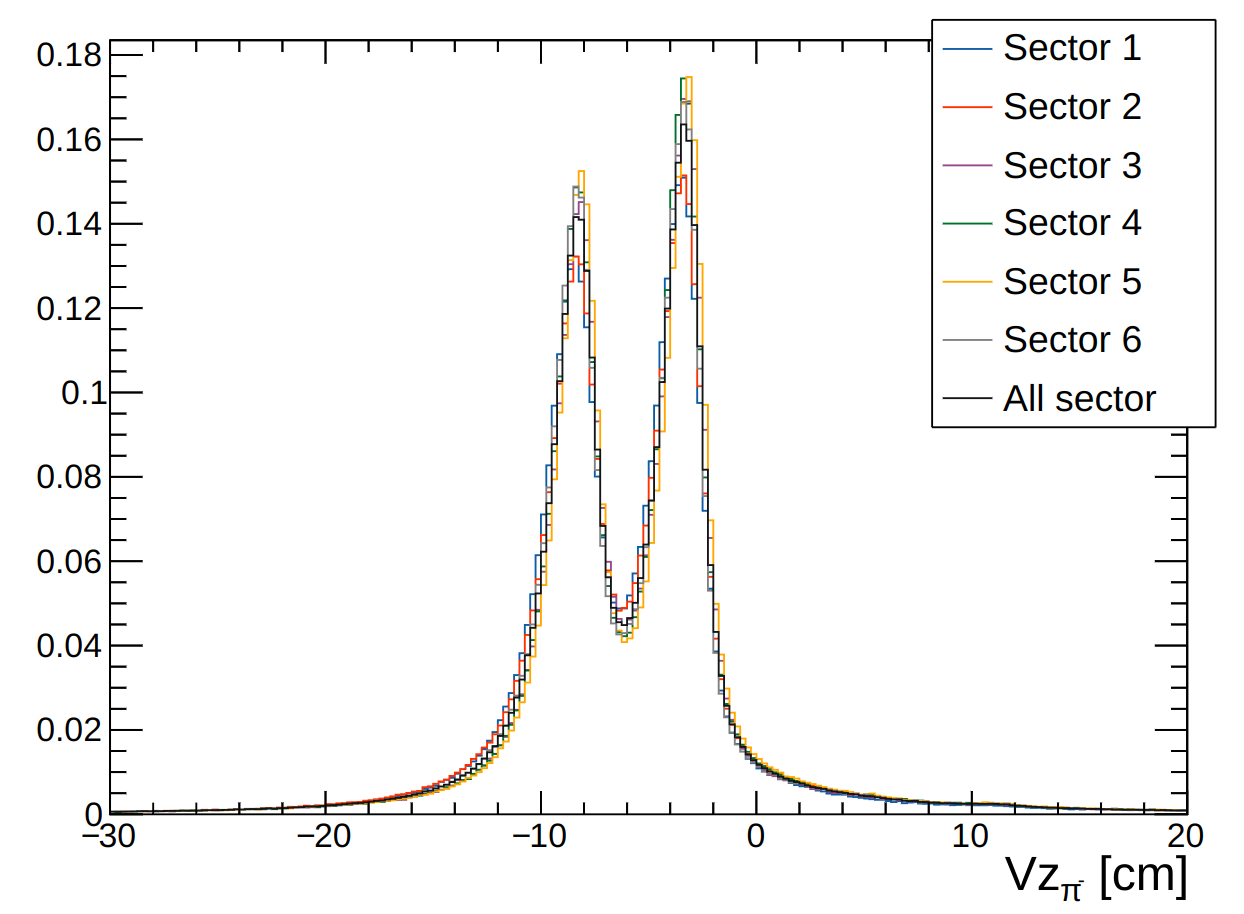 0.18
0.16
0.14
0.12
0.1
0.08
0.06
0.04
0.02
0
−30
−20
−10
0
10
20
Vzπ- [cm]
Sector 1
Sector 2
Sector 3
Sector 4
Sector 5
Sector 6
All sector